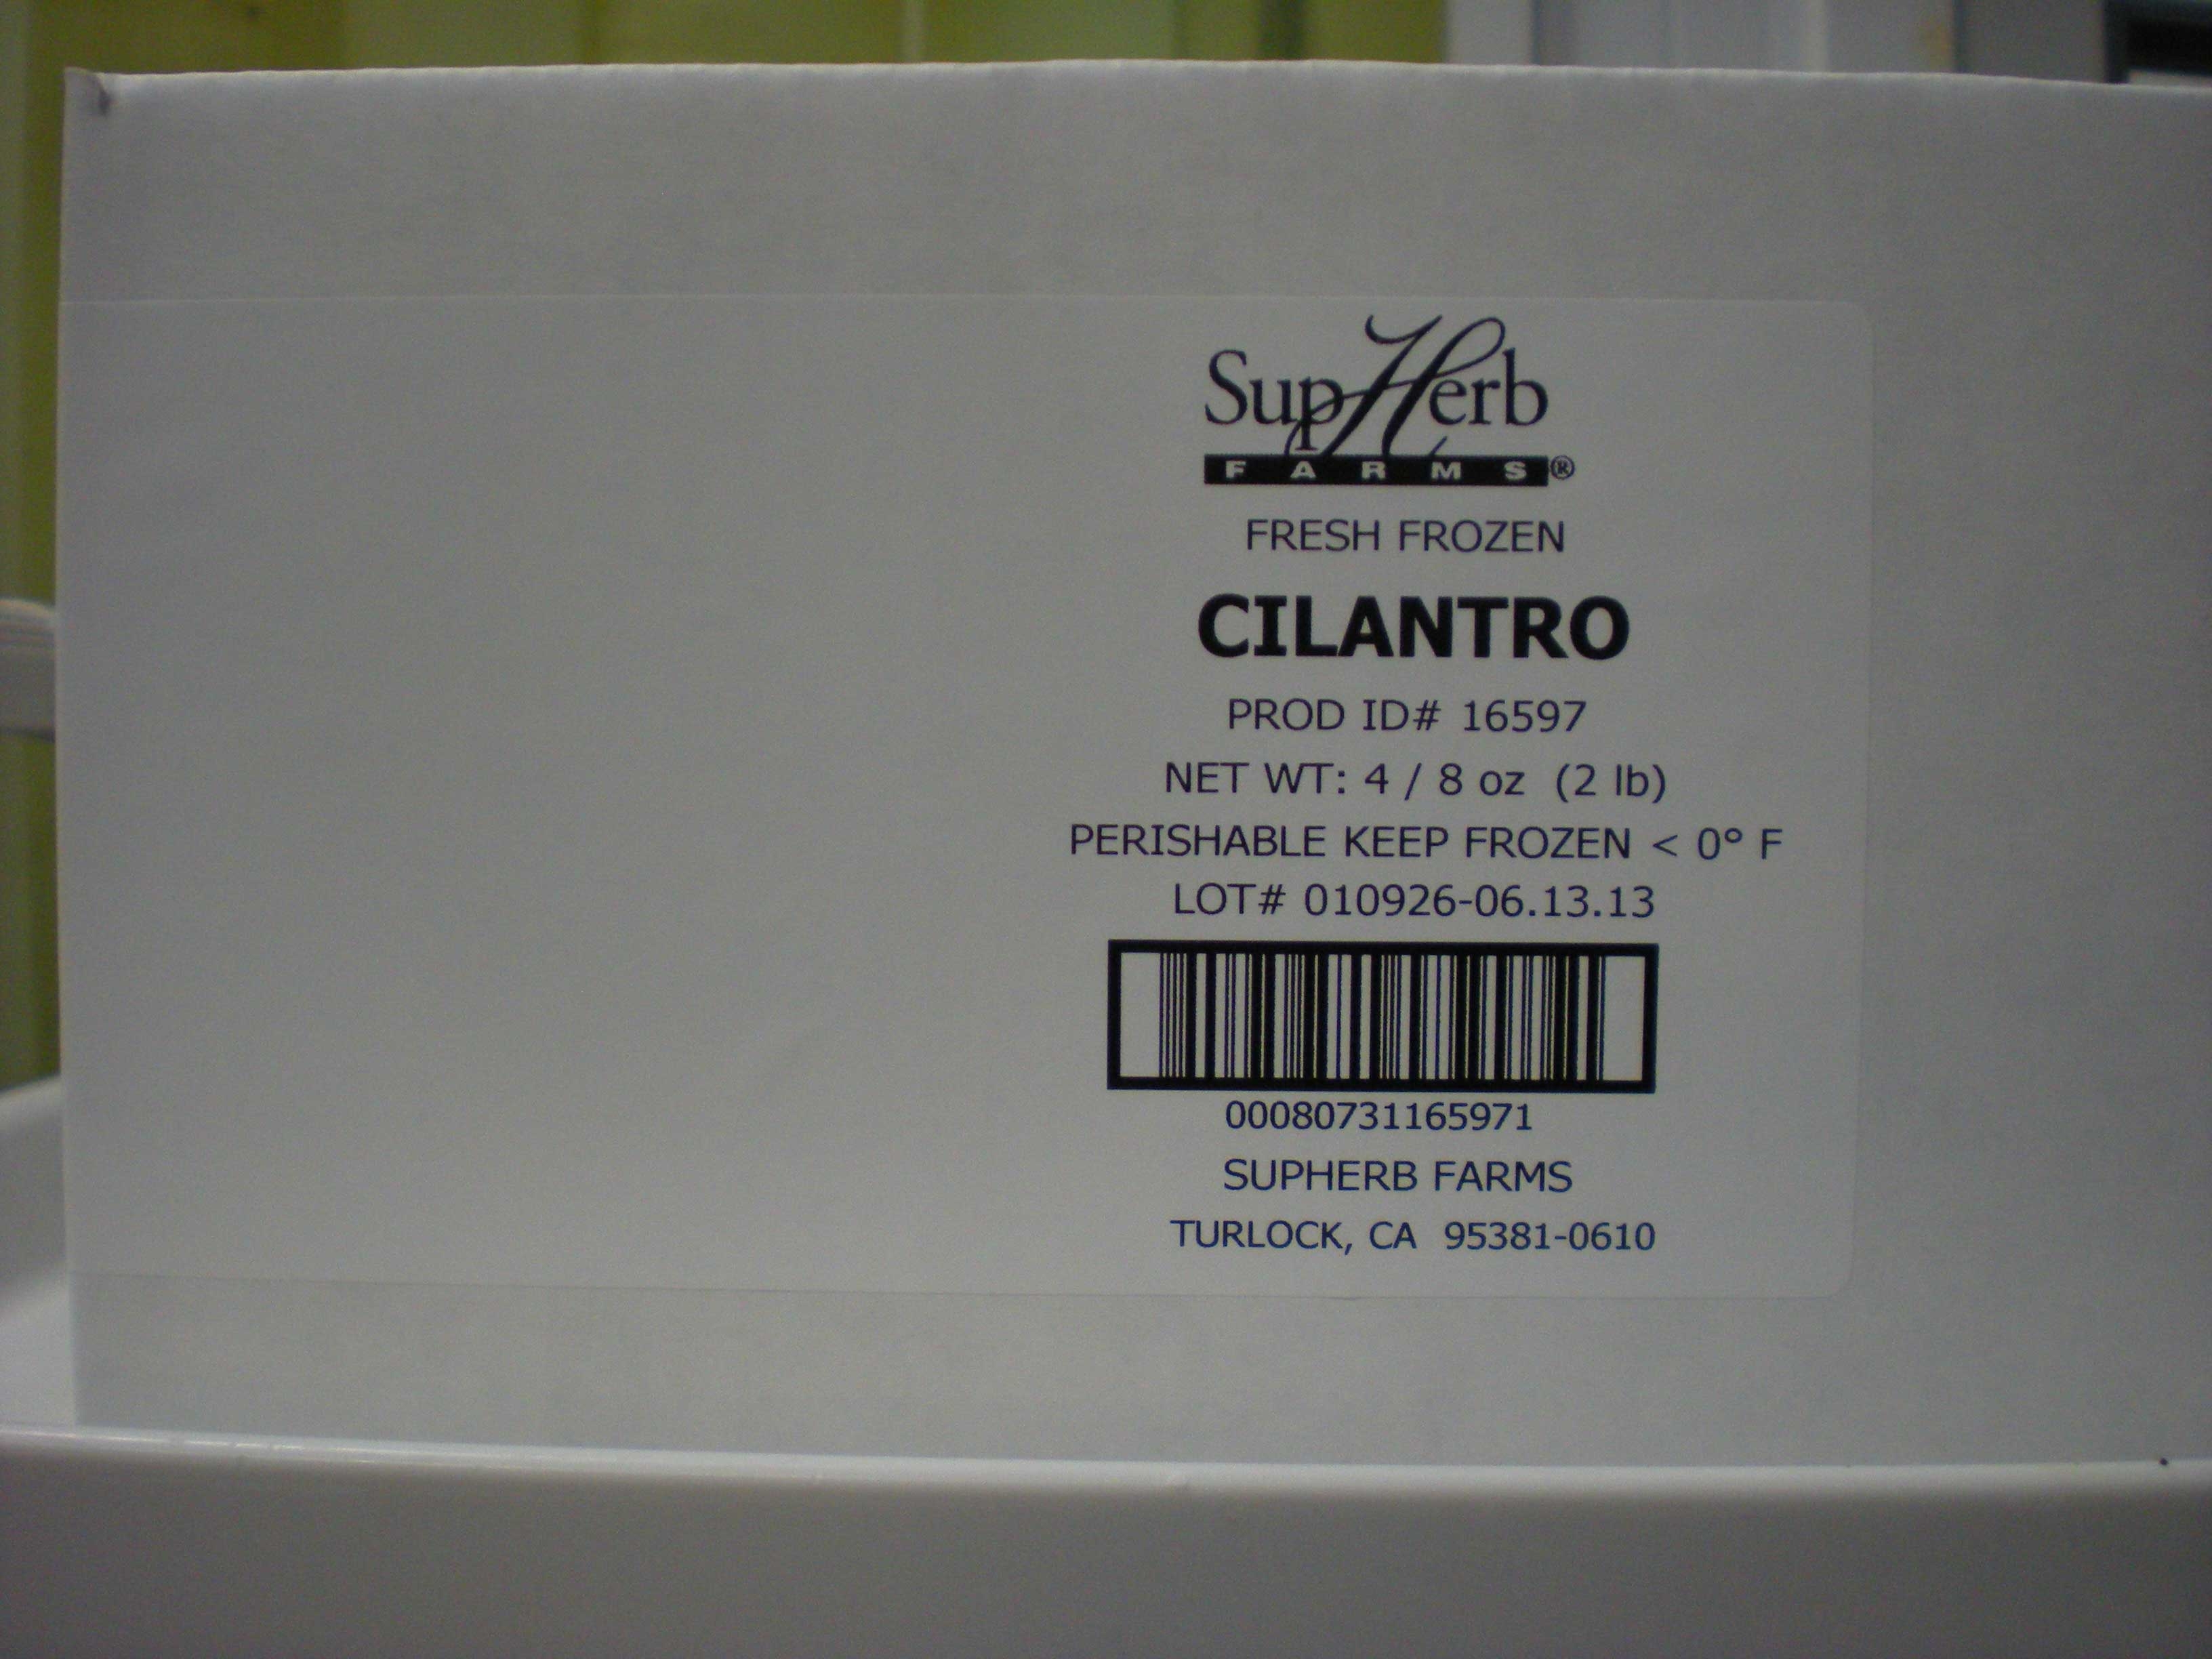 SupHerb
FARMS®
FRESH FROZEN
CILANTRO
PROD ID# 16597
NET WT: 4 / 8 oz (2 lb)
PERISHABLE KEEP FROZEN < 0° F
LOT# 010926-06.13.13
00080731165971
SUPHERB FARMS
TURLOCK, CA 95381-0610